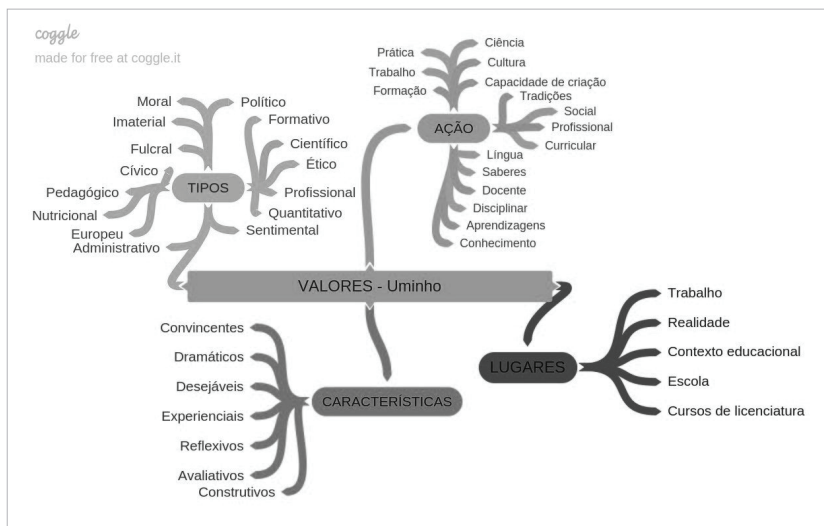 coggle
made for free at coggle.it
Moral
Imaterial
Fulcral
Cívico
Pedagógico
Nutricional
Europeu
Administrativo
Político
Formativo
Científico
Ético
Profissional
Quantitativo
Sentimental
TIPOS
Prática
Trabalho
Formação
Ciência
Cultura
Capacidade de criação
Tradições
Social
Profissional
Curricular
AÇÃO
Língua
Saberes
Docente
Disciplinar
Aprendizagens
Conhecimento
VALORES - Uminho
Convincentes
Dramáticos
Desejáveis
Experienciais
Reflexivos
Avaliativos
Construtivos
CARACTERÍSTICAS
LUGARES
Trabalho
Realidade
Contexto educacional
Escola
Cursos de licenciatura